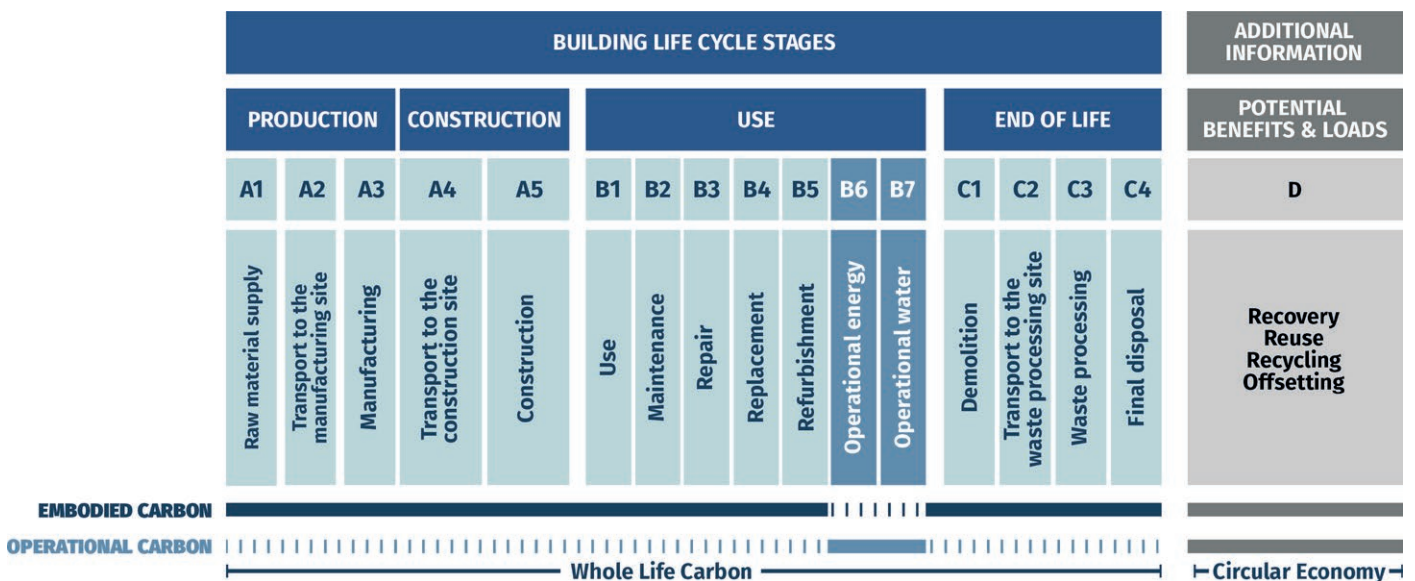 BUILDING LIFE CYCLE STAGES
ADDITIONAL
INFORMATION
PRODUCTION
CONSTRUCTION
USE
END OF LIFE
POTENTIAL
BENEFITS & LOADS
A1
A2
A3
A4
A5
B1
B2
B3
B4
B5
B6
B7
C1
C2
C3
C4
D
Raw material supply
Transport to the
manufacturing site
Manufacturing
Transport to the
construction site
Construction
Use
Maintenance
Repair
Replacement
Refurbishment
Operational energy
Operational water
Demolition
Transport to the
waste processing site
Waste processing
Final disposal
Recovery
Reuse
Recycling
Offsetting
EMBODIED CARBON
OPERATIONAL CARBON
Whole Life Carbon
Circular Economy